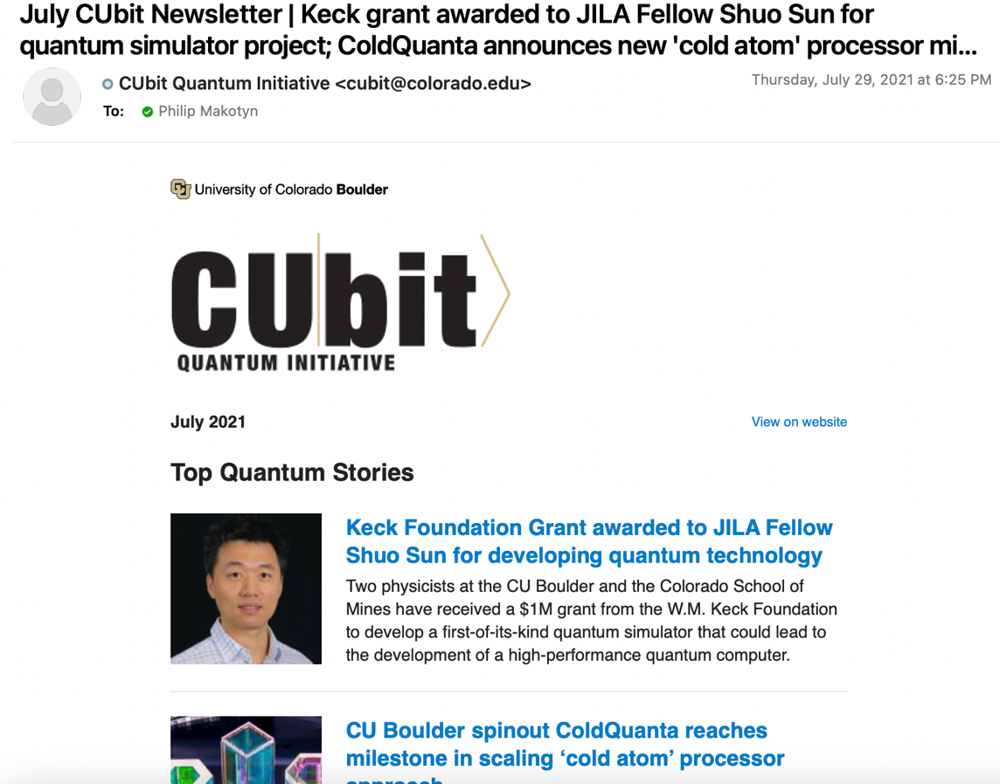 July CUbit Newsletter | Keck grant awarded to JILA Fellow Shuo Sun for
quantum simulator project; ColdQuanta announces new 'cold atom' processor mi...
CUbit Quantum Initiative <cubit@colorado.edu>
Thursday, July 29, 2021 at 6:25 PM
To: Philip Makotyn
University of Colorado Boulder
CUbit
QUANTUM INITIATIVE
July 2021
View on website
Top Quantum Stories
Keck Foundation Grant awarded to JILA Fellow
Shuo Sun for developing quantum technology
Two physicists at the CU Boulder and the Colorado School of
Mines have received a $1M grant from the W.M. Keck Foundation
to develop a first-of-its-kind quantum simulator that could lead to
the development of a high-performance quantum computer.
CU Boulder spinout ColdQuanta reaches
milestone in scaling ‘cold atom’ processor
approach